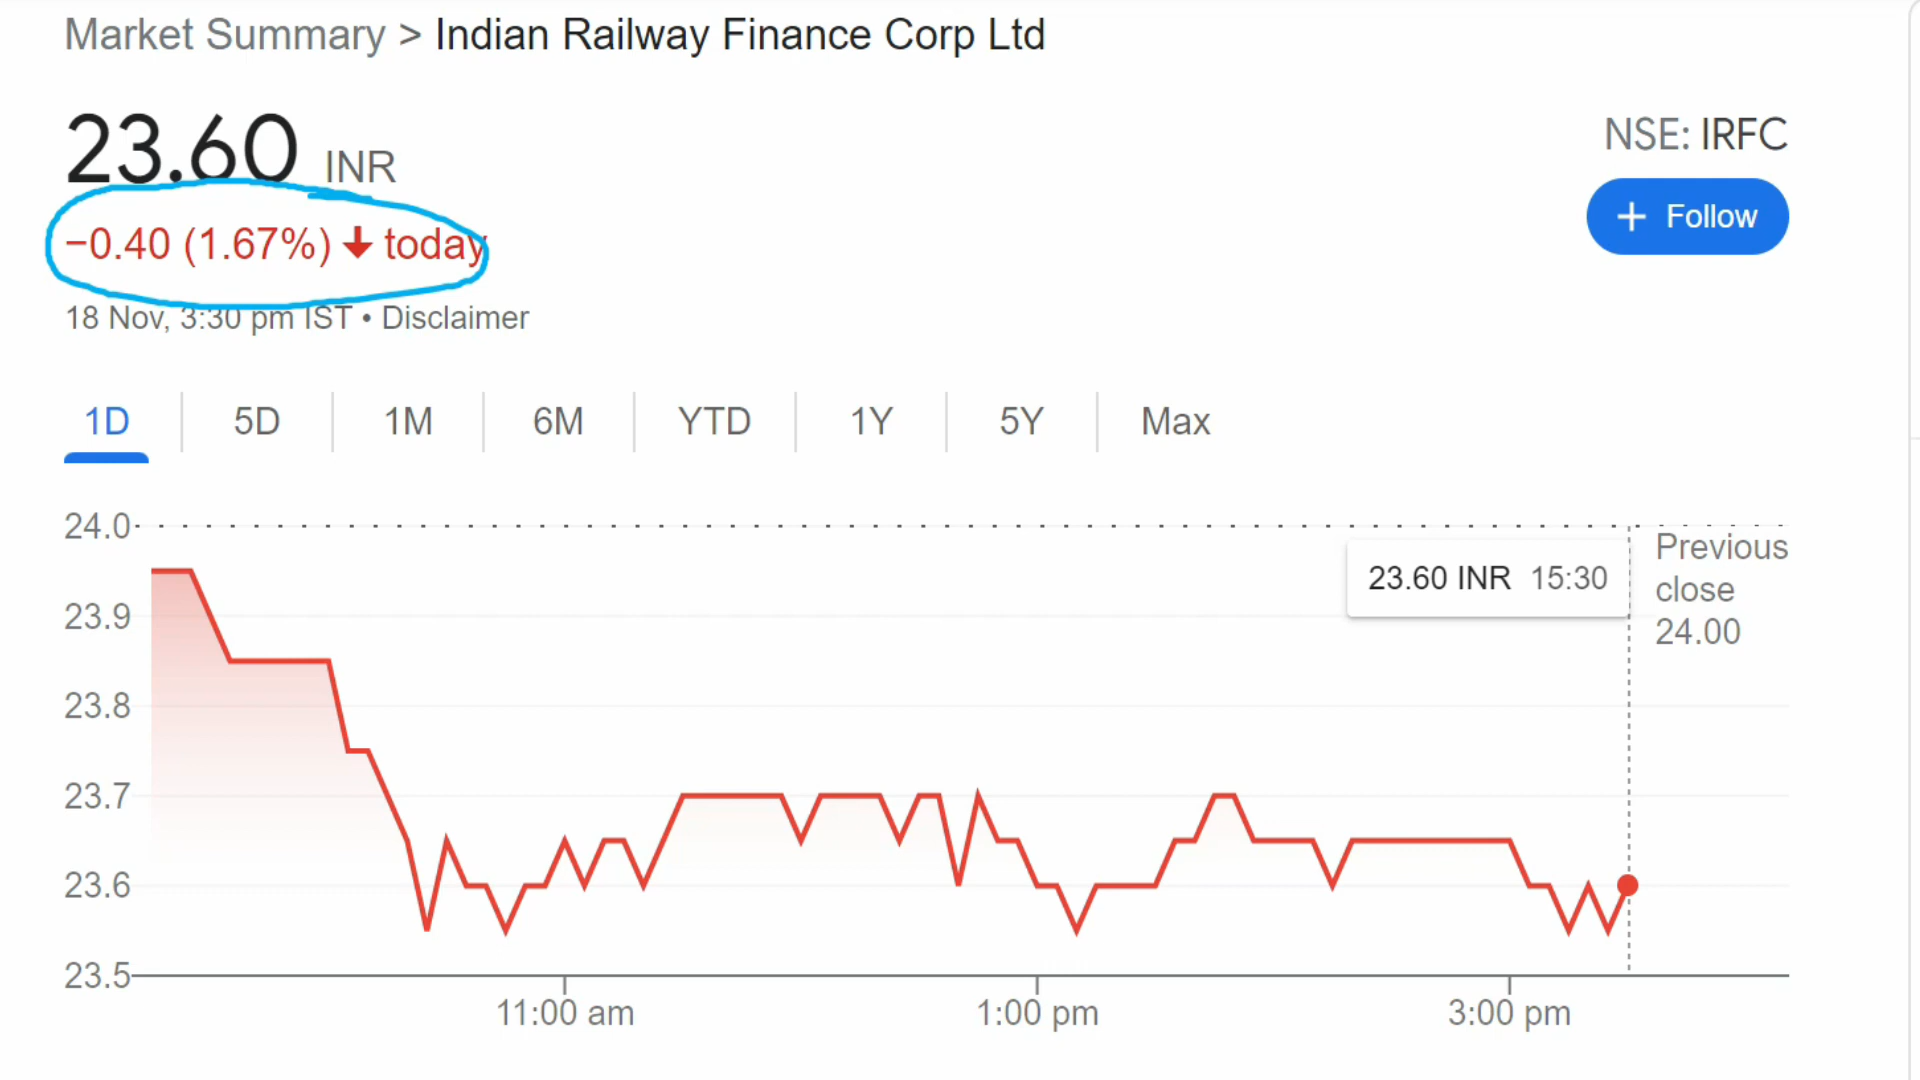 Market Summary > Indian Railway Finance Corp Ltd
23.60 INR
NSE: IRFC
−0.40 (1.67%) ↓ today
+ Follow
18 Nov, 3:30 pm IST • Disclaimer
1D 5D 1M 6M YTD 1Y 5Y Max
24.0
23.60 INR 15:30
Previous
close
24.00
23.9
23.8
23.7
23.6
23.5
11:00 am 1:00 pm 3:00 pm